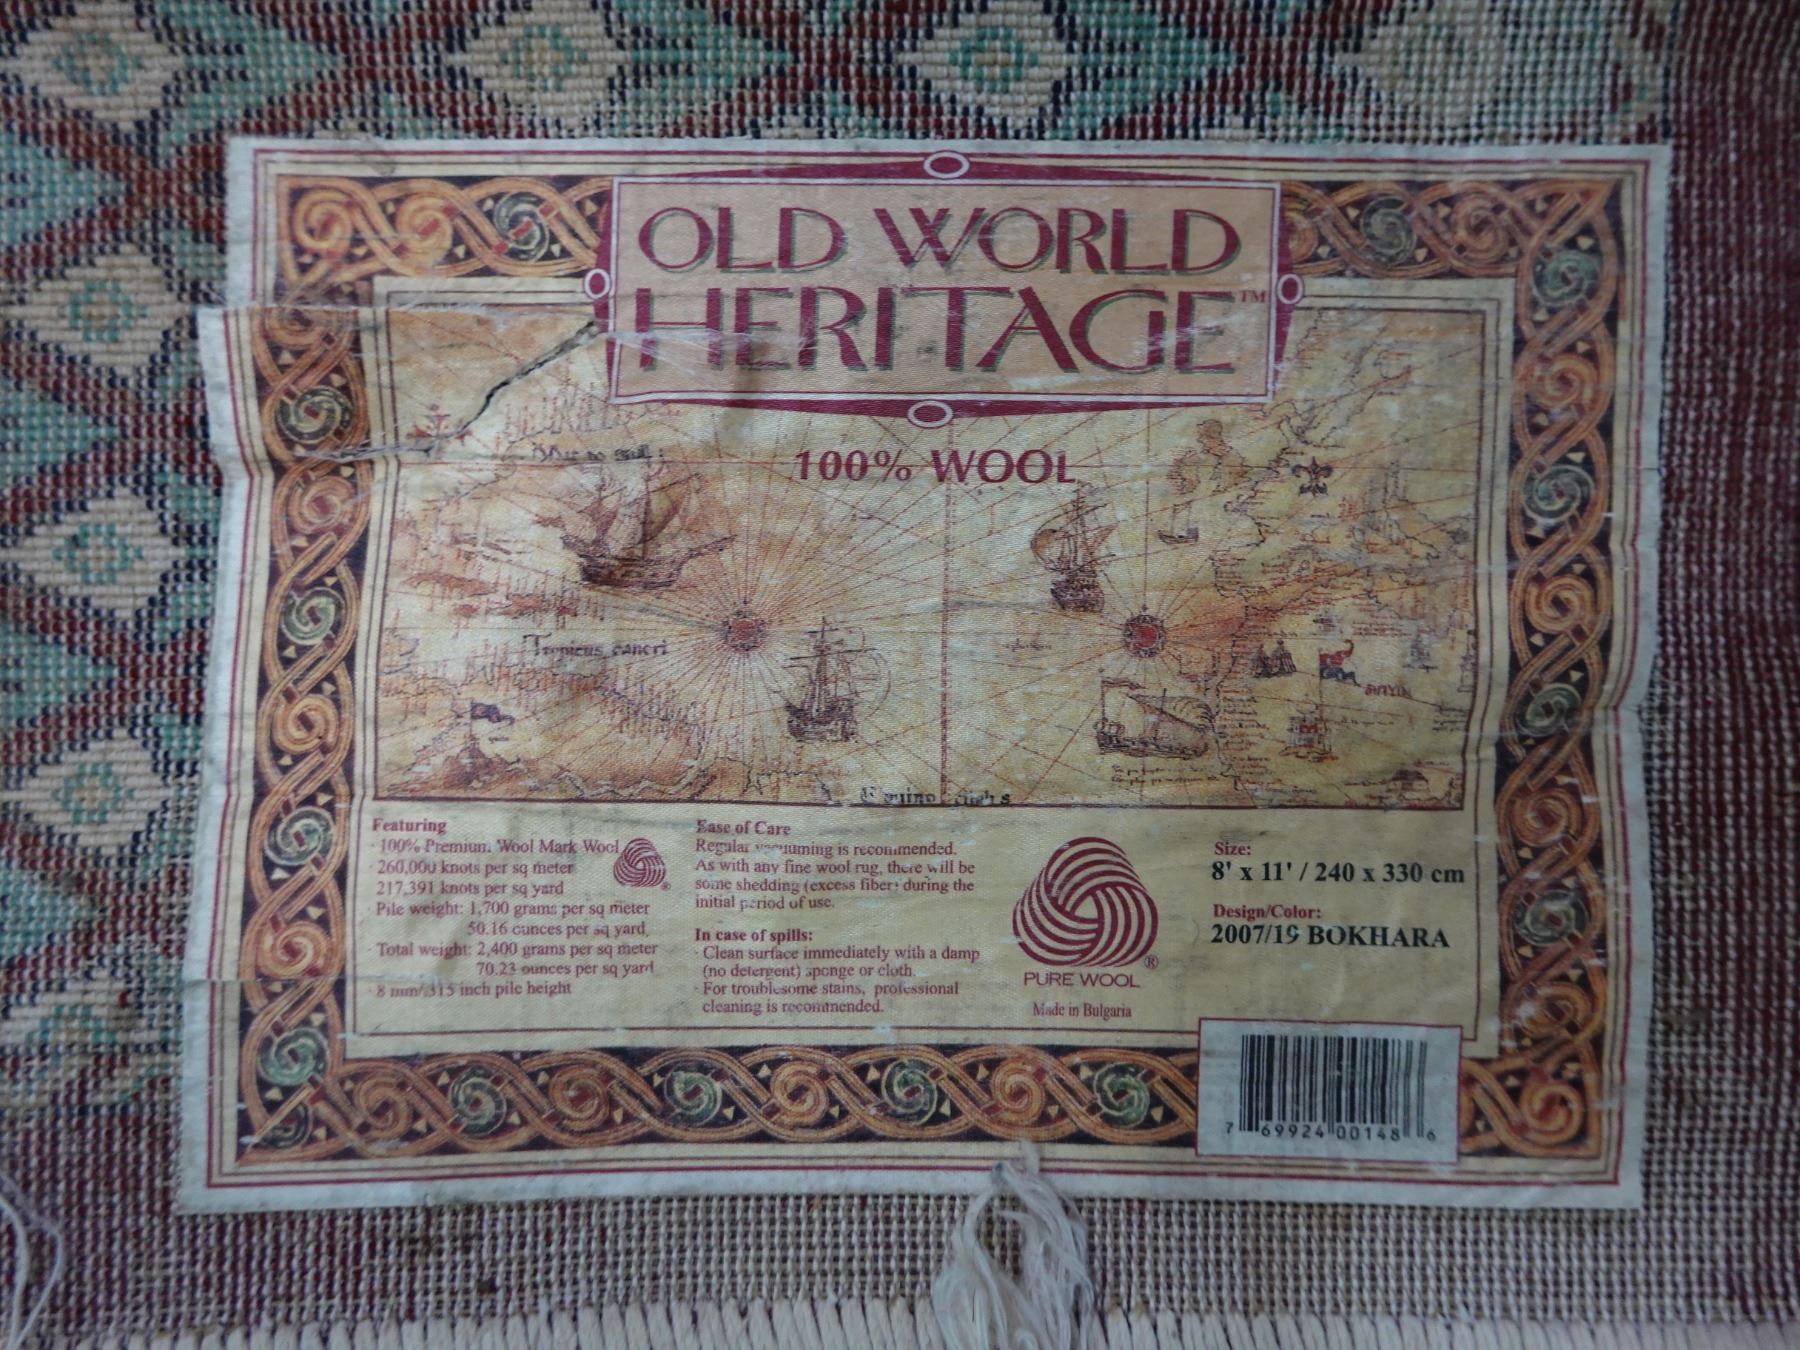 OLD WORLD
HERITAGE™
100% WOOL
Tropicus cancri
Featuring
· 100% Premium Wool Mark Wool
®
· 260,000 knots per sq meter
217,391 knots per sq yard
· Pile weight: 1,700 grams per sq meter
50.16 ounces per sq yard
· Total weight: 2,400 grams per sq meter
70.23 ounces per sq yard
· 8 mm/.315 inch pile height
Ease of Care
Regular vacuuming is recommended.
As with any fine wool rug, there will be
some shedding (excess fiber) during the
initial period of use.
In case of spills:
· Clean surface immediately with a damp
(no detergent) sponge or cloth.
· For troublesome stains, professional
cleaning is recommended.
®
PURE WOOL
Made in Bulgaria
Size:
8' x 11' / 240 x 330 cm
Design/Color:
2007/19 BOKHARA
7 69924 00148 6